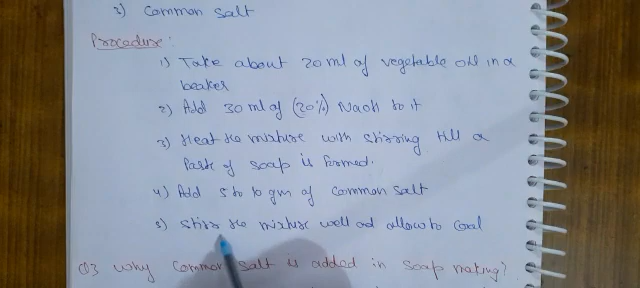 3) Common Salt
Procedure:
1) Take about 20 ml of vegetable oil in a
beaker
2) Add 30 ml of (20%) NaoH to it
3) Heat the mixture with stirring till a
Paste of soap is formed.
4) Add 5 to 10 gm of Common Salt
5) Stirr the mixture well ad allow to Cool
Q3 Why Common Salt is added in Soap making?